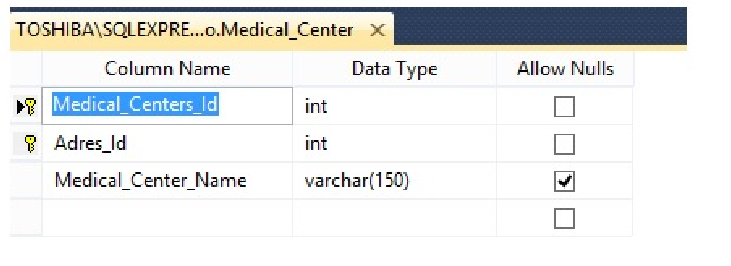 TOSHIBA\SQLEXPRE...o.Medical_Center
Column Name Data Type Allow Nulls
Medical_Centers_Id int
Adres_Id int
Medical_Center_Name varchar(150)